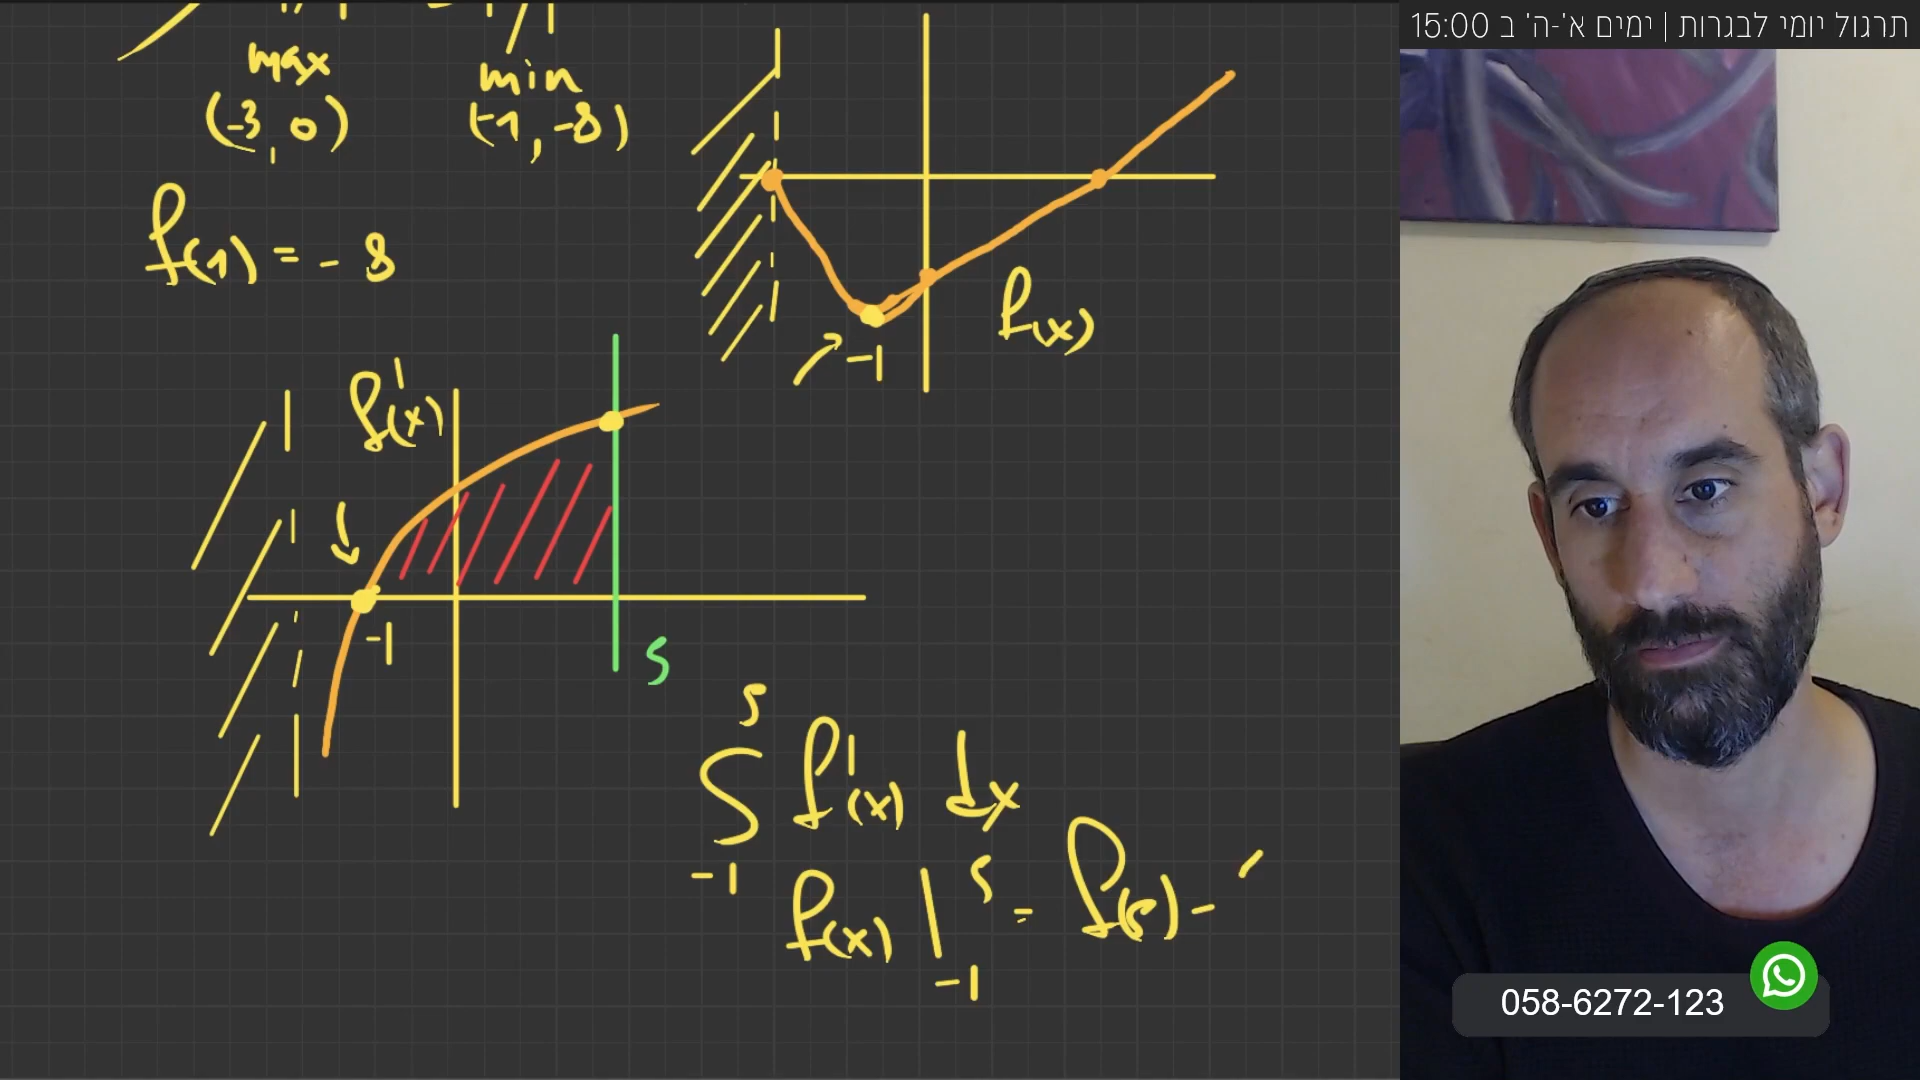 תרגול יומי לבגרות | ימים א'-ה' ב 15:00
max
(-3, 0)
min
(-1, -8)
f(1) = - 8
-1
f(x)
f'(x)
-1
5
5
∫ f'(x) dx
-1
f(x) | 5 = f(5) -
-1
058-6272-123